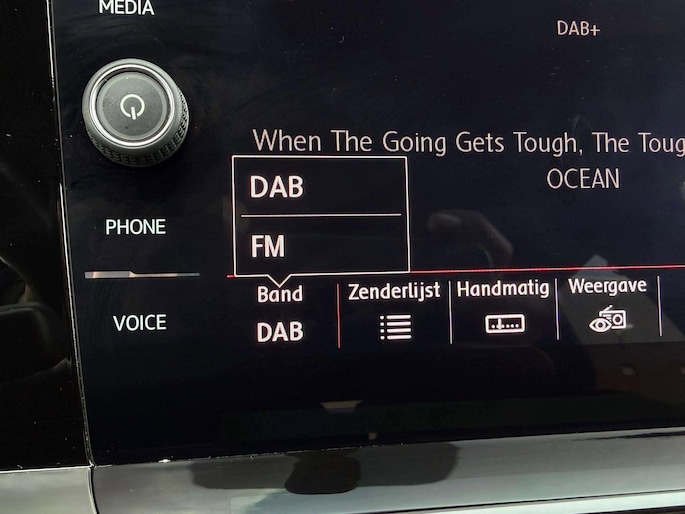 MEDIA
DAB+
When The Going Gets Tough, The Toug
OCEAN
DAB
FM
PHONE
Band
Zenderlijst
Handmatig
Weergave
VOICE
DAB